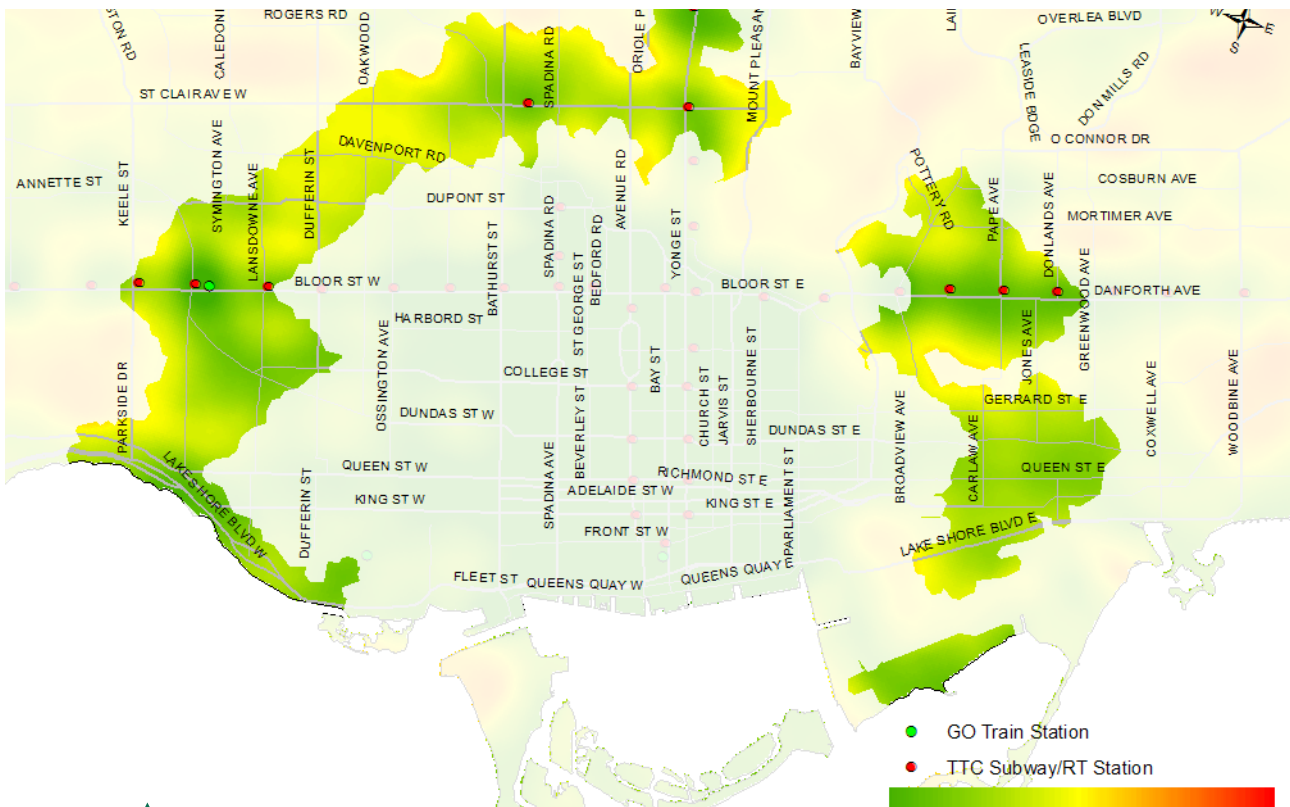 ROGERS RD
OVERLEA BLVD
W
E
S
OAKWOOD
SPADINA RD
MOUNT PLEASAN
BAYVIEW
LEASIDE BDGE
DON MILLS RD
ST CLAIR AVE W
O CONNOR DR
DAVENPORT RD
ANNETTE ST
KEELE ST
SYMINGTON AVE
LANSDOWNE AVE
DUFFERIN ST
DUPONT ST
AVENUE RD
POTTERY RD
PAPE AVE
DONLANDS AVE
COSBURN AVE
MORTIMER AVE
BATHURST ST
SPADINA RD
BEDFORD RD
ST GEORGE ST
YONGE ST
BLOOR ST W
BLOOR ST E
DANFORTH AVE
GREENWOOD AVE
HARBORD ST
OSSINGTON AVE
COLLEGE ST
BAY ST
CHURCH ST
JARVIS ST
SHERBOURNE ST
JONES AVE
GERRARD ST E
PARKSIDE DR
DUNDAS ST W
BEVERLEY ST
DUNDAS ST E
BROADVIEW AVE
CARLAW AVE
COXWELL AVE
WOODBINE AVE
LAKE SHORE BLVD W
QUEEN ST W
RICHMOND ST E
QUEEN ST E
DUFFERIN ST
KING ST W
SPADINA AVE
ADELAIDE ST W
KING ST E
PARLIAMENT ST
FRONT ST W
LAKE SHORE BLVD E
FLEET ST
QUEENS QUAY W
QUEENS QUAY E
GO Train Station
TTC Subway/RT Station